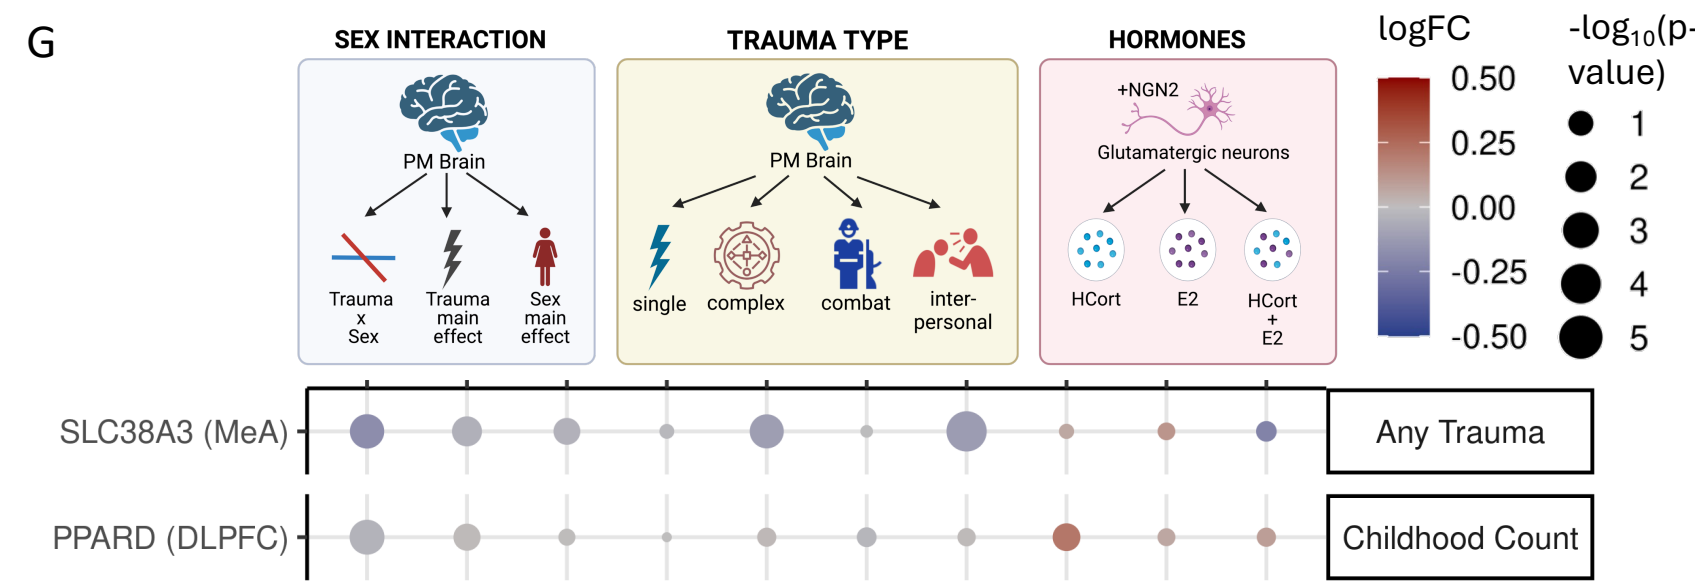 G
SEX INTERACTION
PM Brain
Trauma
x
Sex
Trauma
main
effect
Sex
main
effect
TRAUMA TYPE
PM Brain
single
complex
combat
inter-
personal
HORMONES
+NGN2
Glutamatergic neurons
HCort
E2
HCort
+
E2
logFC
0.50
0.25
0.00
-0.25
-0.50
-log₁₀(p-
value)
1
2
3
4
5
SLC38A3 (MeA)
Any Trauma
PPARD (DLPFC)
Childhood Count